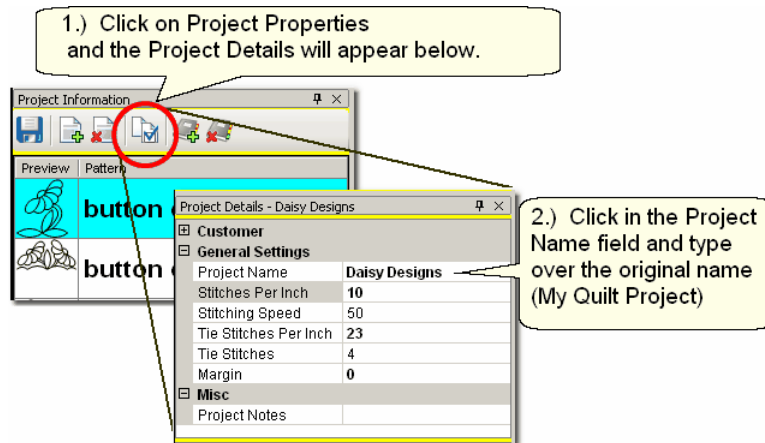 1.) Click on Project Properties
and the Project Details will appear below.
Project Information
Preview Pattern
button
button
Project Details - Daisy Designs
Customer
General Settings
Project Name Daisy Designs
Stitches Per Inch 10
Stitching Speed 50
Tie Stitches Per Inch 23
Tie Stitches 4
Margin 0
Misc
Project Notes
2.) Click in the Project
Name field and type
over the original name
(My Quilt Project)